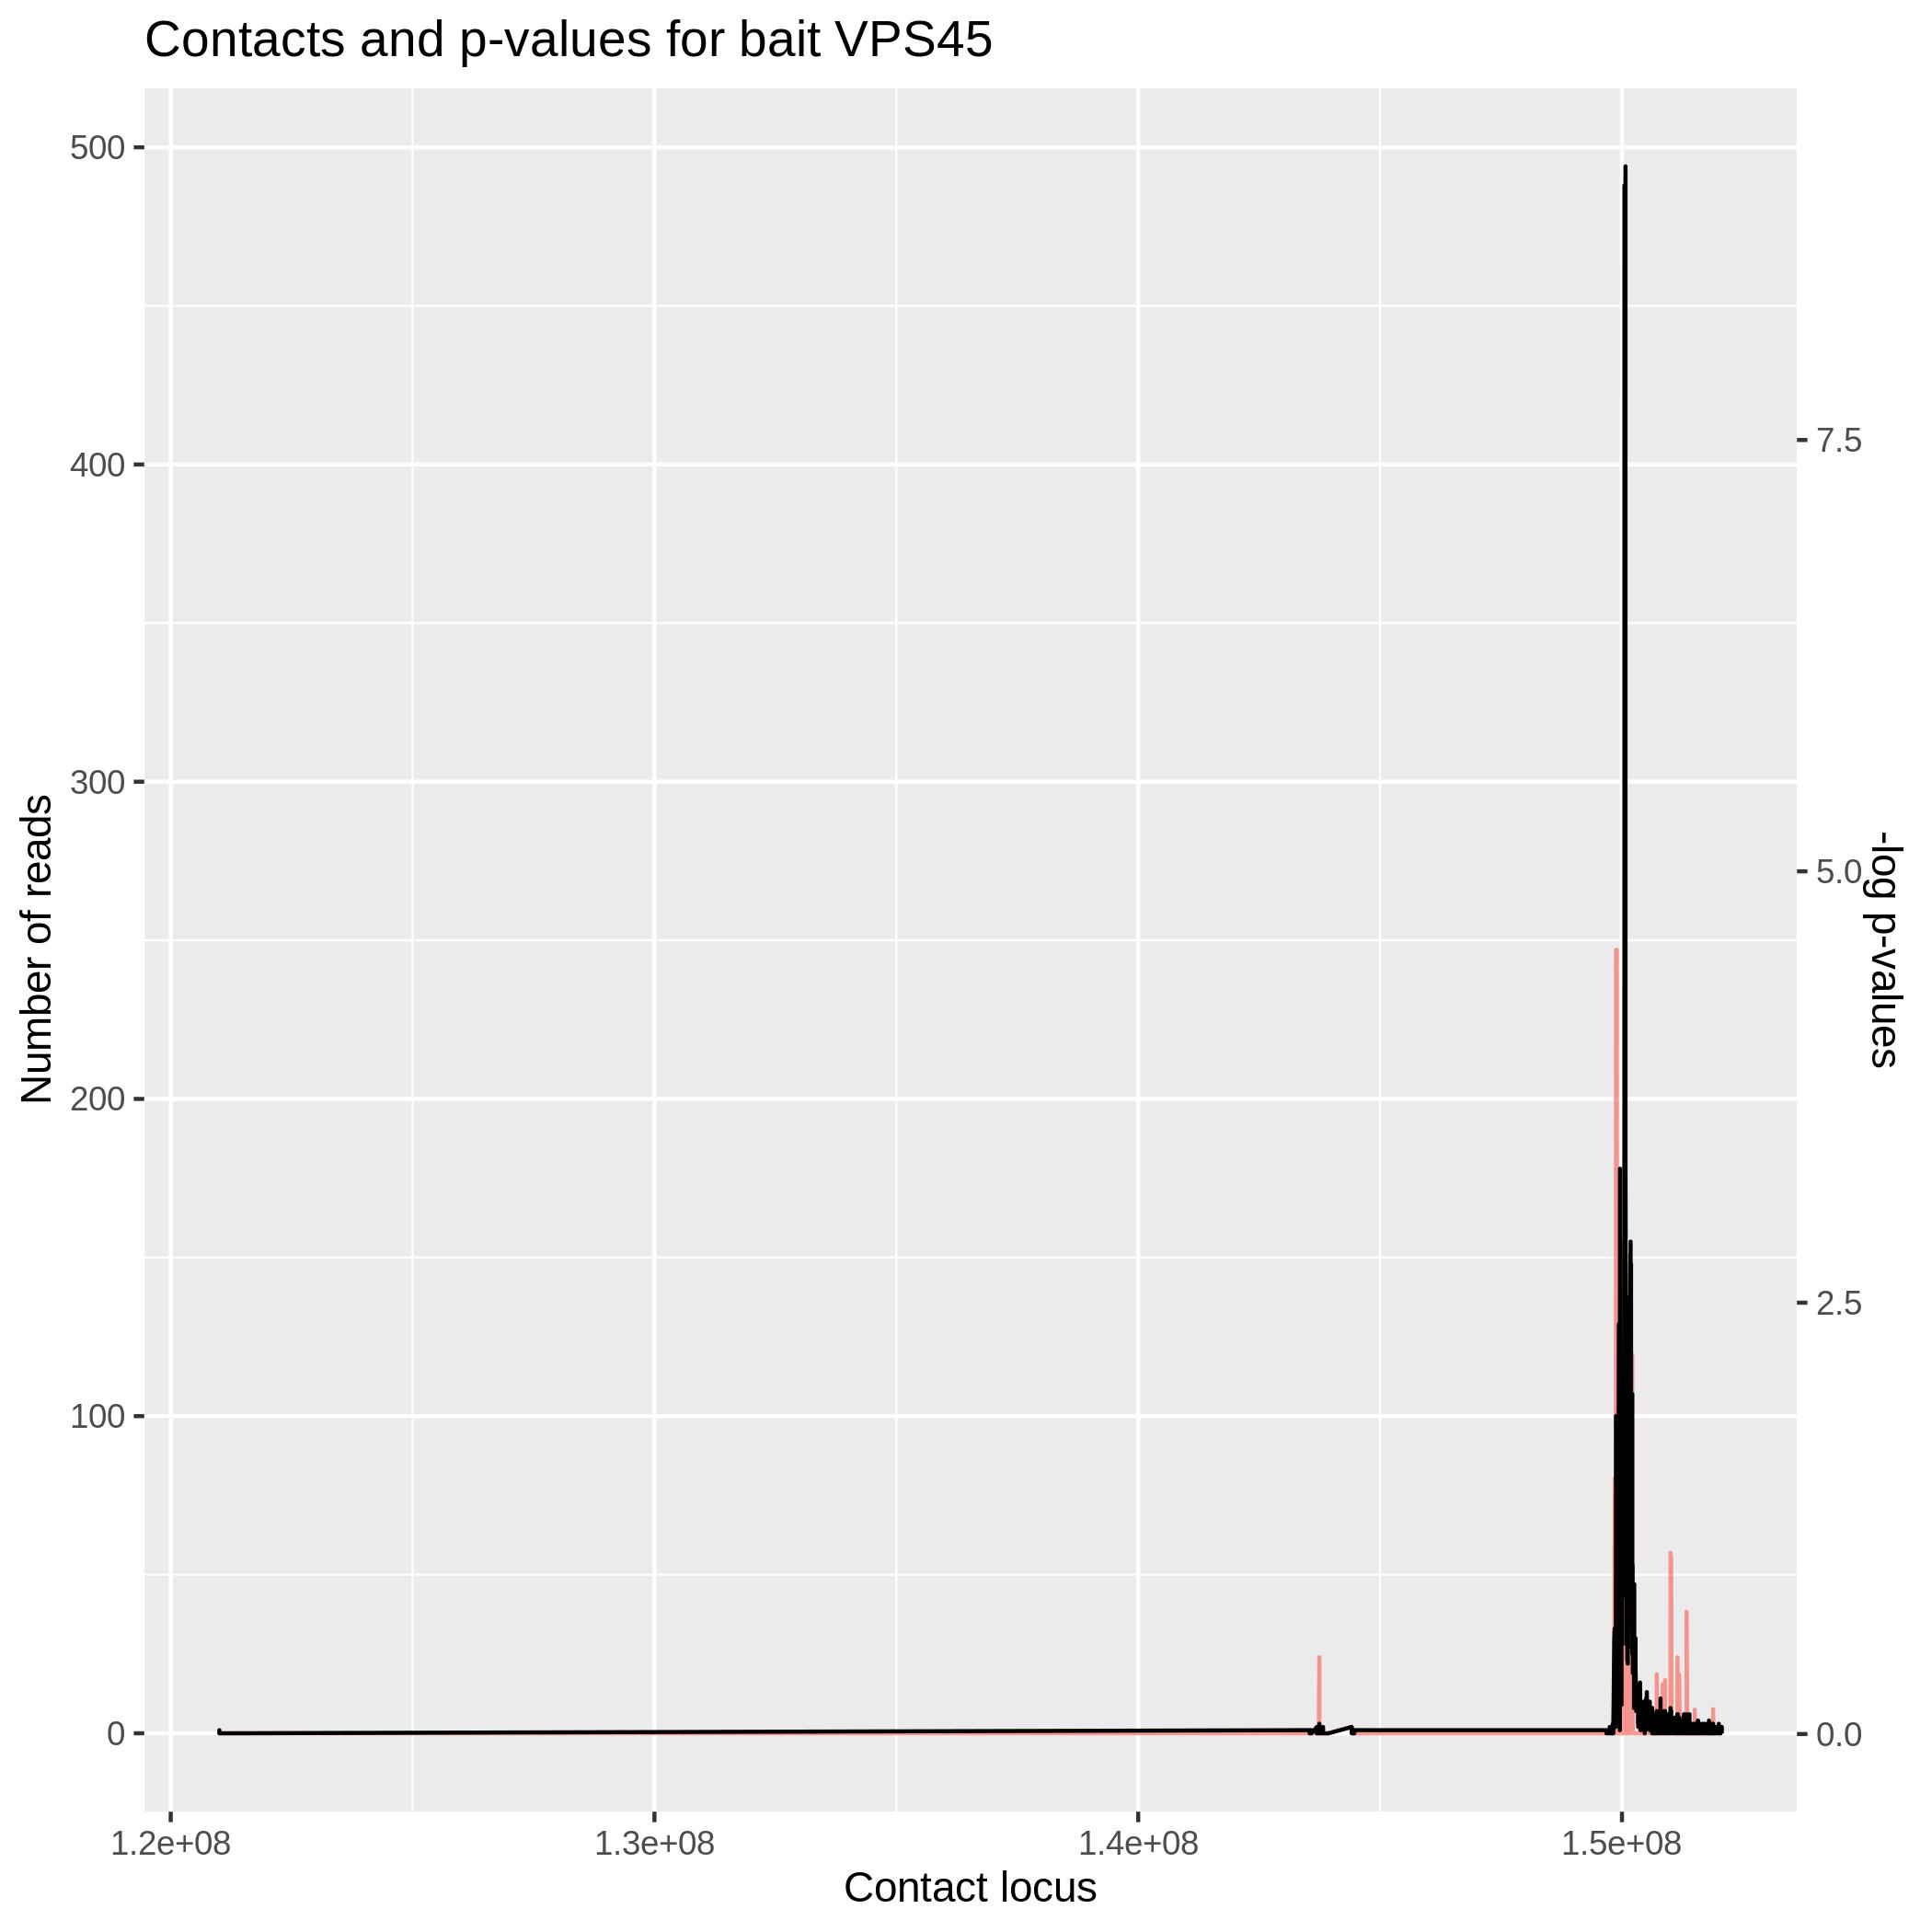 Contacts and p-values for bait VPS45
500
400
300
200
100
0
Number of reads
7.5
5.0
2.5
0.0
-log p-values
1.2e+08
1.3e+08
1.4e+08
1.5e+08
Contact locus